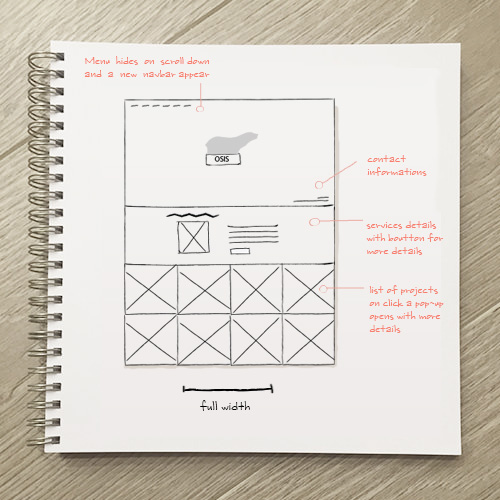 Menu hides on scroll down
and a new navbar appear
OSIS
contact
informations
services details
with boutton for
more details
list of projects
on click a pop-up
opens with more
details
full width